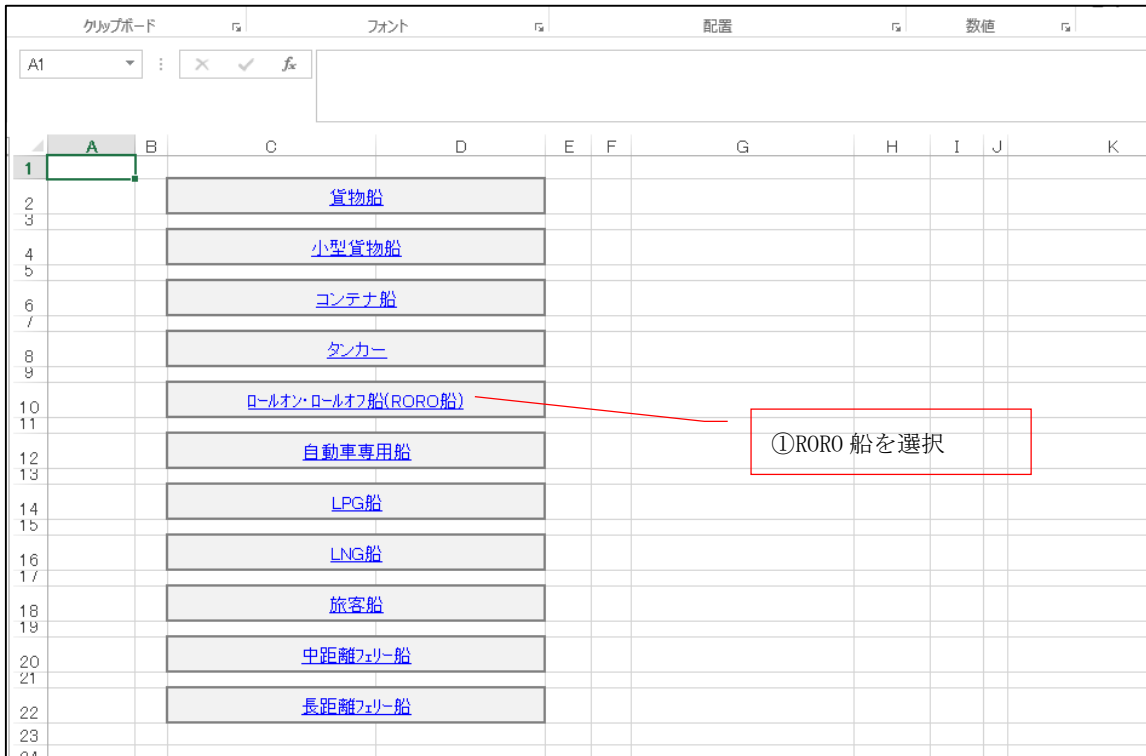 クリップボード フォント 配置 数値
A1 fx
A B C D E F G H I J K
1
2 貨物船
3
4 小型貨物船
5
6 コンテナ船
7
8 タンカー
9
10 ロールオン・ロールオフ船(RORO船)
11
①RORO 船を選択
12 自動車専用船
13
14 LPG船
15
16 LNG船
17
18 旅客船
19
20 中距離フェリー船
21
22 長距離フェリー船
23
24